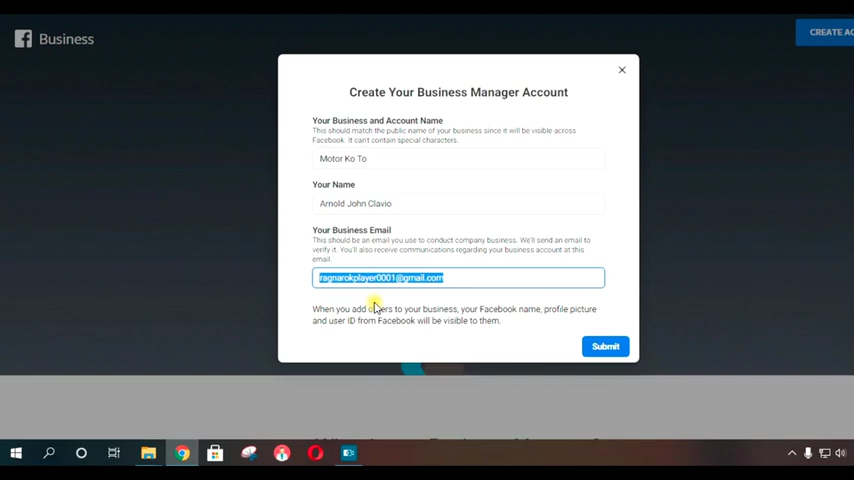 Business
CREATE AC
Create Your Business Manager Account
Your Business and Account Name
This should match the public name of your business since it will be visible across
Facebook. It can't contain special characters.
Motor Ko To
Your Name
Arnold John Clavio
Your Business Email
This should be an email you use to conduct company business. We'll send an email to
verify it. You'll also receive communications regarding your business account at this
email.
ragnarokplayer0001@gmail.com
When you add others to your business, your Facebook name, profile picture
and user ID from Facebook will be visible to them.
Submit